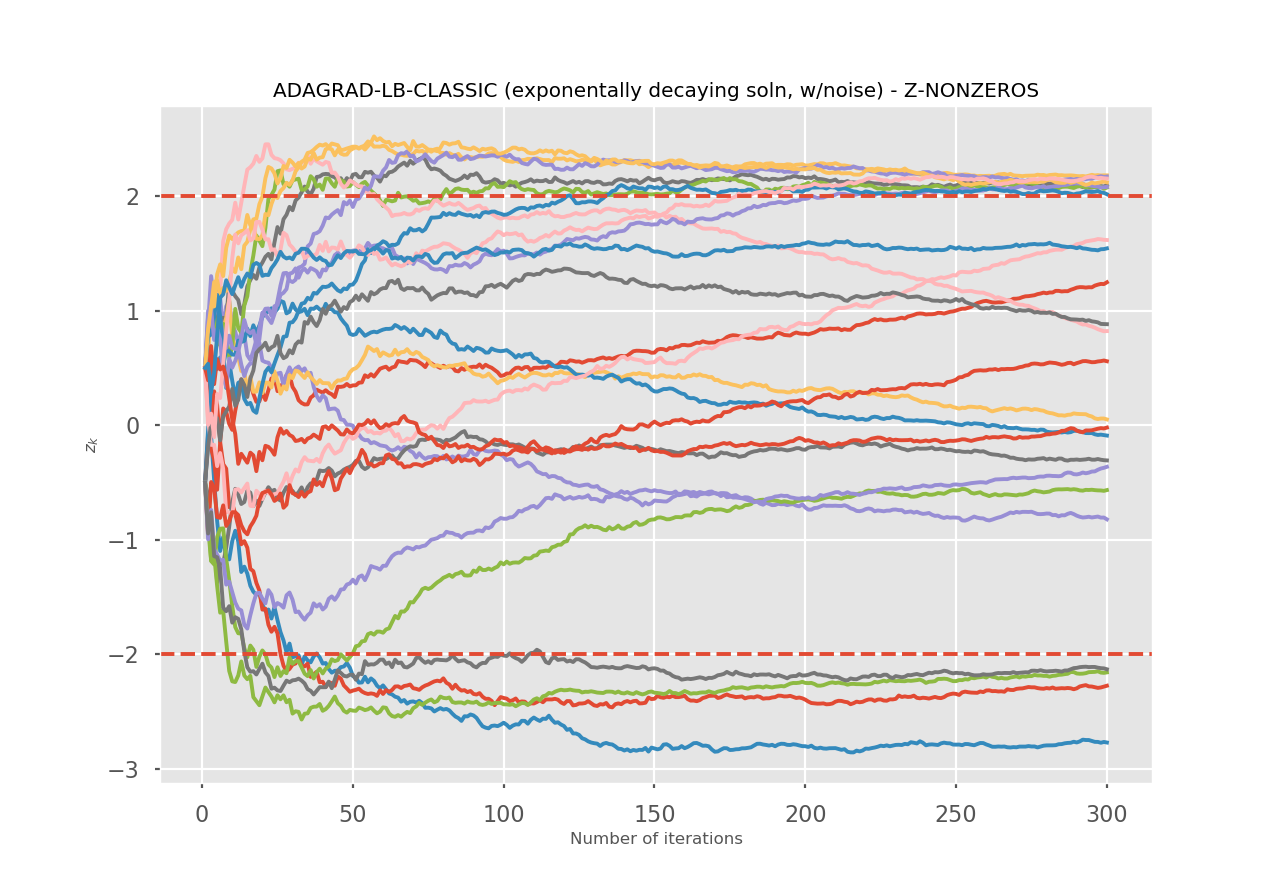 ADAGRAD-LB-CLASSIC (exponentially decaying soln, w/noise) - Z-NONZEROS
2
1
0
−1
−2
−3
z_k
0 50 100 150 200 250 300
Number of iterations